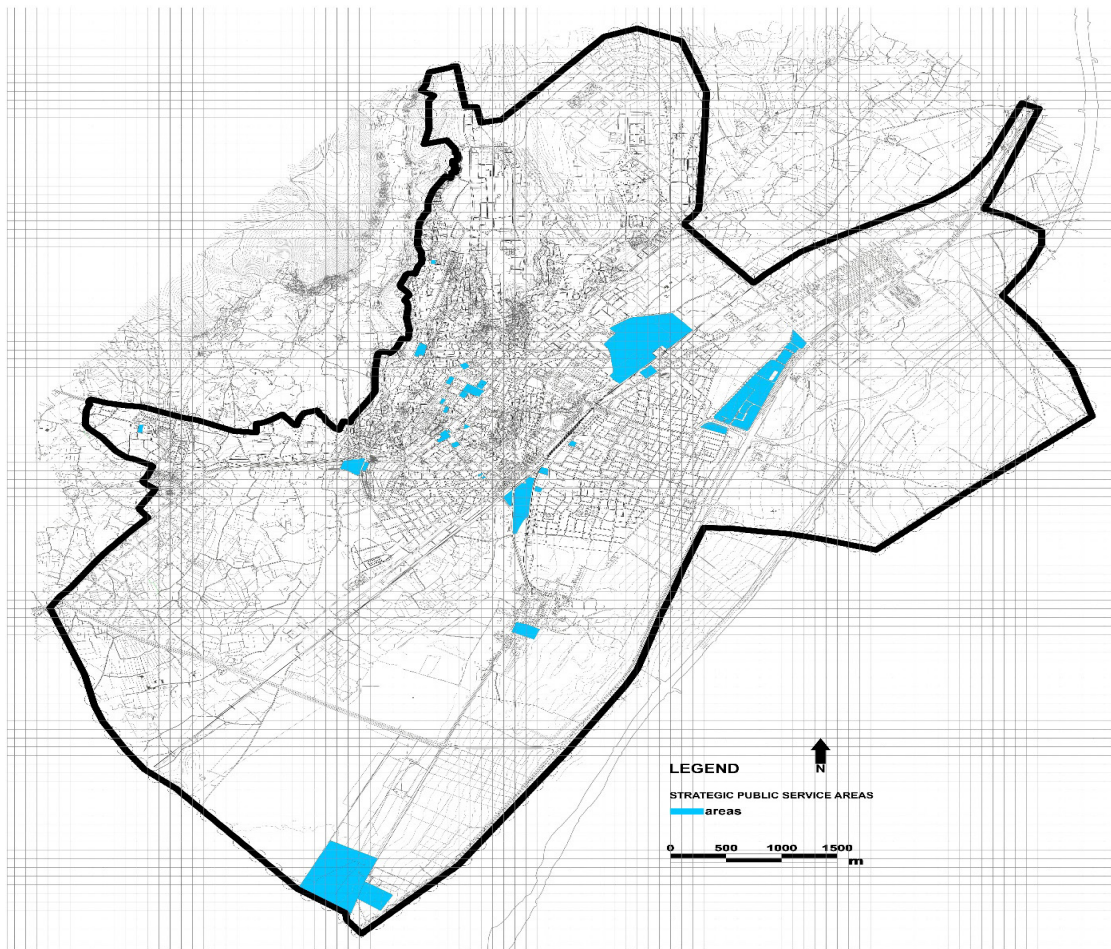 LEGEND
N
STRATEGIC PUBLIC SERVICE AREAS
areas
0 500 1000 1500
m